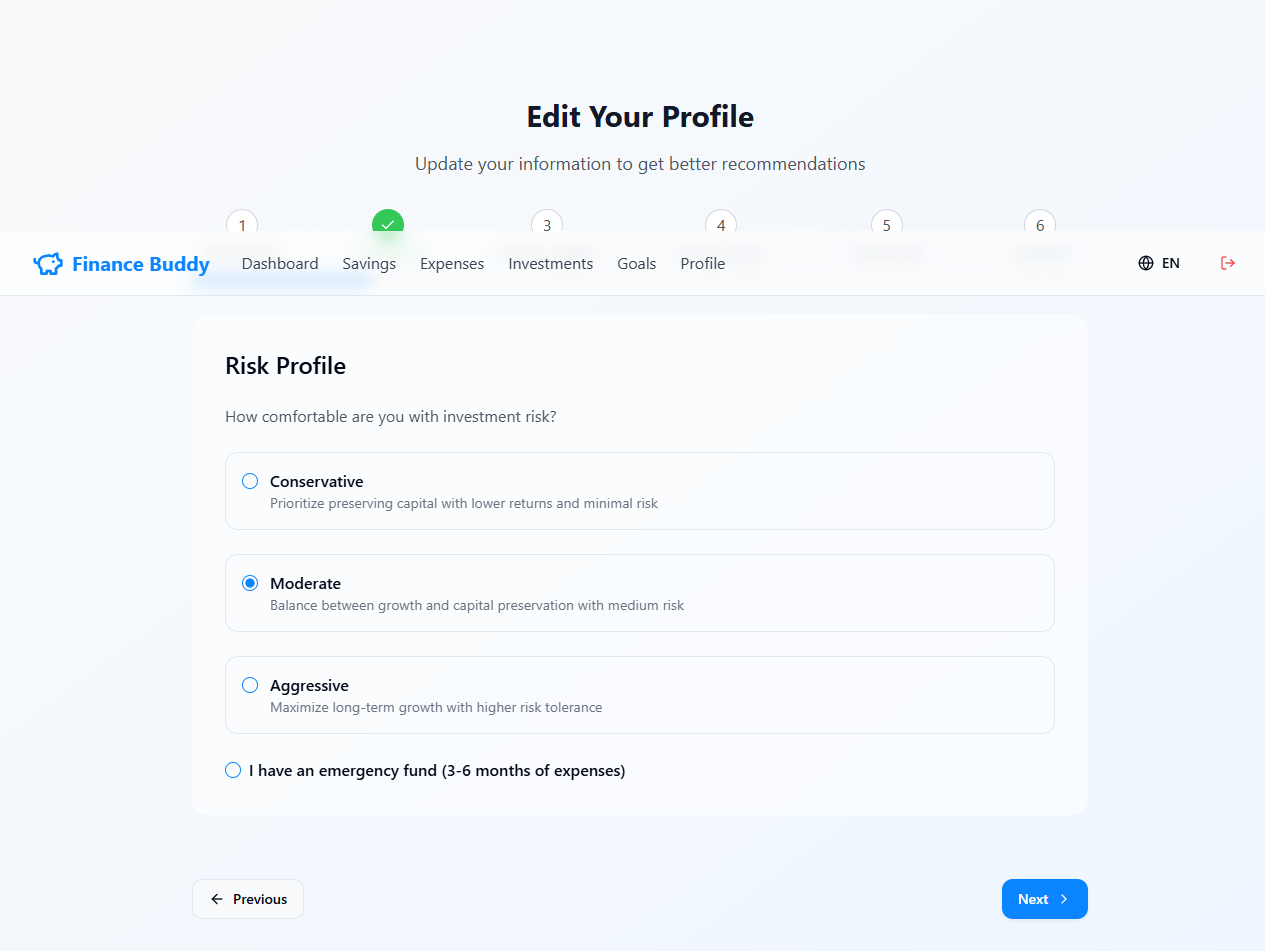 Edit Your Profile
Update your information to get better recommendations
1 3 4 5 6
Finance Buddy Dashboard Savings Expenses Investments Goals Profile EN
Risk Profile
How comfortable are you with investment risk?
Conservative
Prioritize preserving capital with lower returns and minimal risk
Moderate
Balance between growth and capital preservation with medium risk
Aggressive
Maximize long-term growth with higher risk tolerance
I have an emergency fund (3-6 months of expenses)
Previous Next